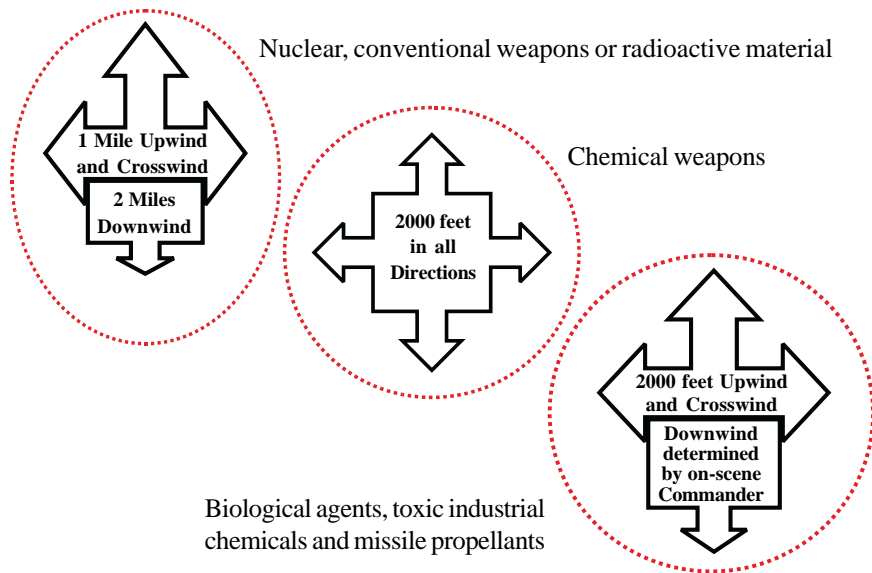 Nuclear, conventional weapons or radioactive material
1 Mile Upwind
and Crosswind
2 Miles
Downwind
Chemical weapons
2000 feet
in all
Directions
2000 feet Upwind
and Crosswind
Downwind
determined
by on-scene
Commander
Biological agents, toxic industrial
chemicals and missile propellants